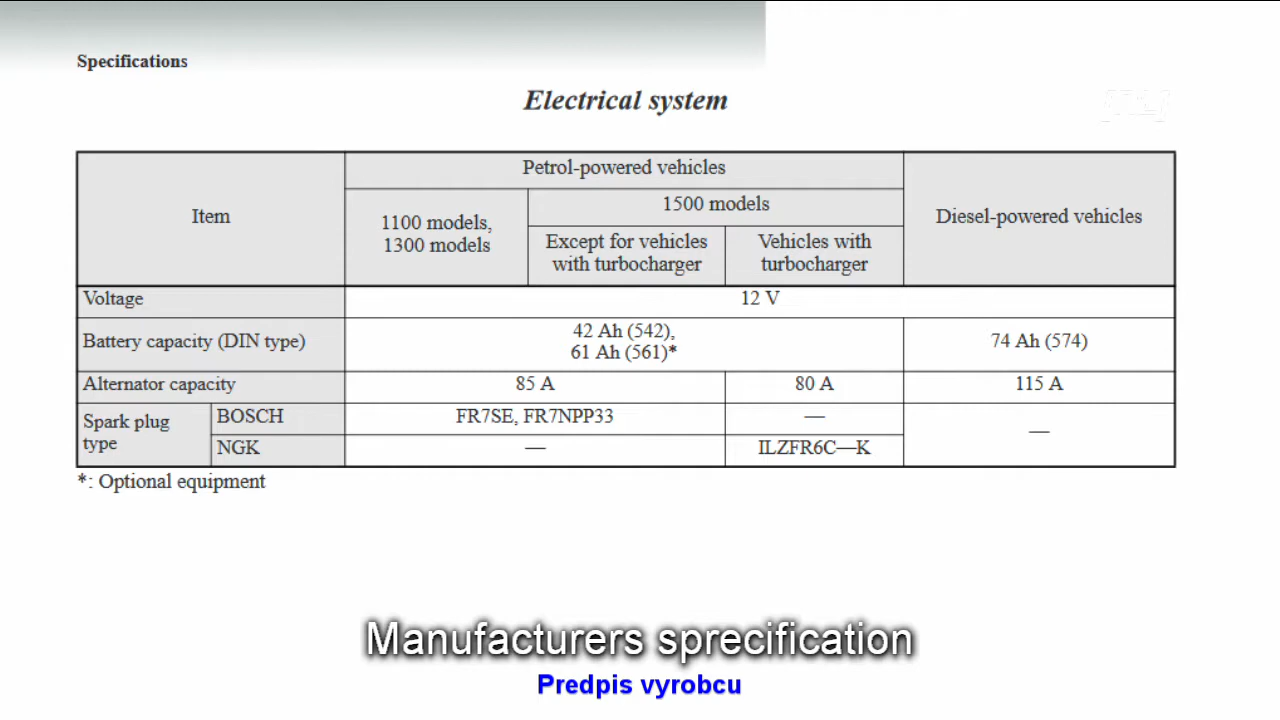 Specifications
Electrical system
Item
Petrol-powered vehicles
Diesel-powered vehicles
1100 models,
1300 models
1500 models
Except for vehicles
with turbocharger
Vehicles with
turbocharger
Voltage
12 V
Battery capacity (DIN type)
42 Ah (542),
61 Ah (561)*
74 Ah (574)
Alternator capacity
85 A
80 A
115 A
Spark plug
type
BOSCH
FR7SE, FR7NPP33
—
—
NGK
—
ILZFR6C—K
*: Optional equipment
Manufacturers sprecification
Predpis vyrobcu